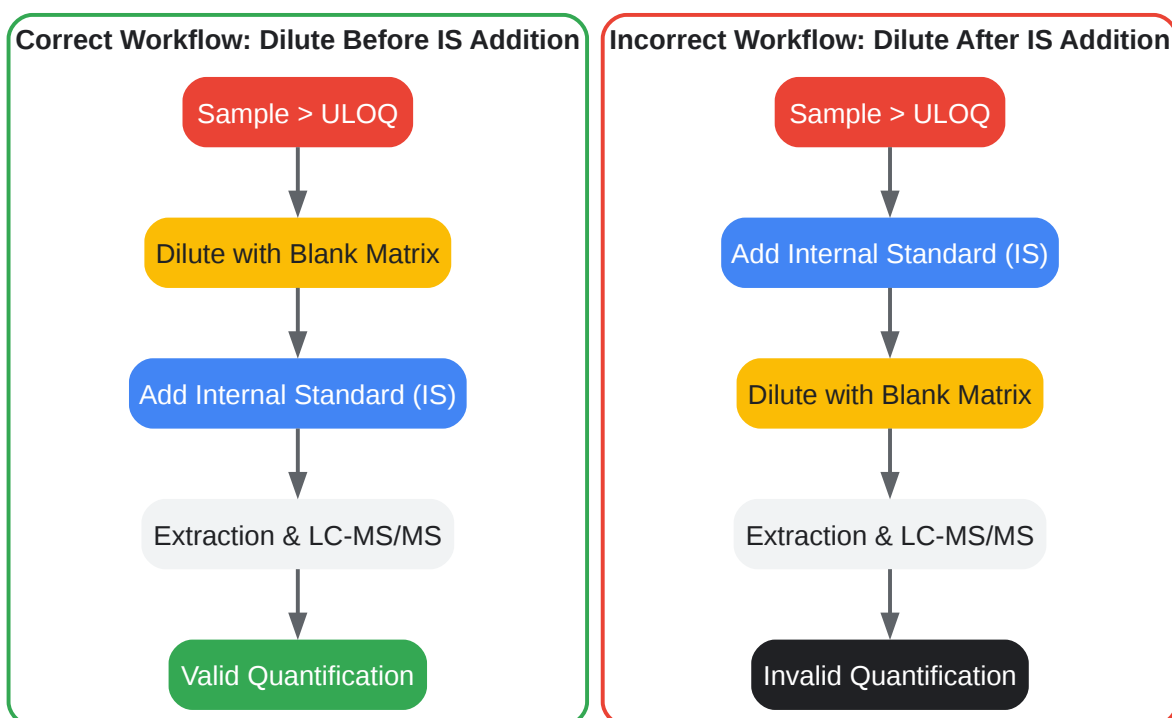 Correct Workflow: Dilute Before IS Addition
Sample > ULOQ
Dilute with Blank Matrix
Add Internal Standard (IS)
Extraction & LC-MS/MS
Valid Quantification
Incorrect Workflow: Dilute After IS Addition
Sample > ULOQ
Add Internal Standard (IS)
Dilute with Blank Matrix
Extraction & LC-MS/MS
Invalid Quantification